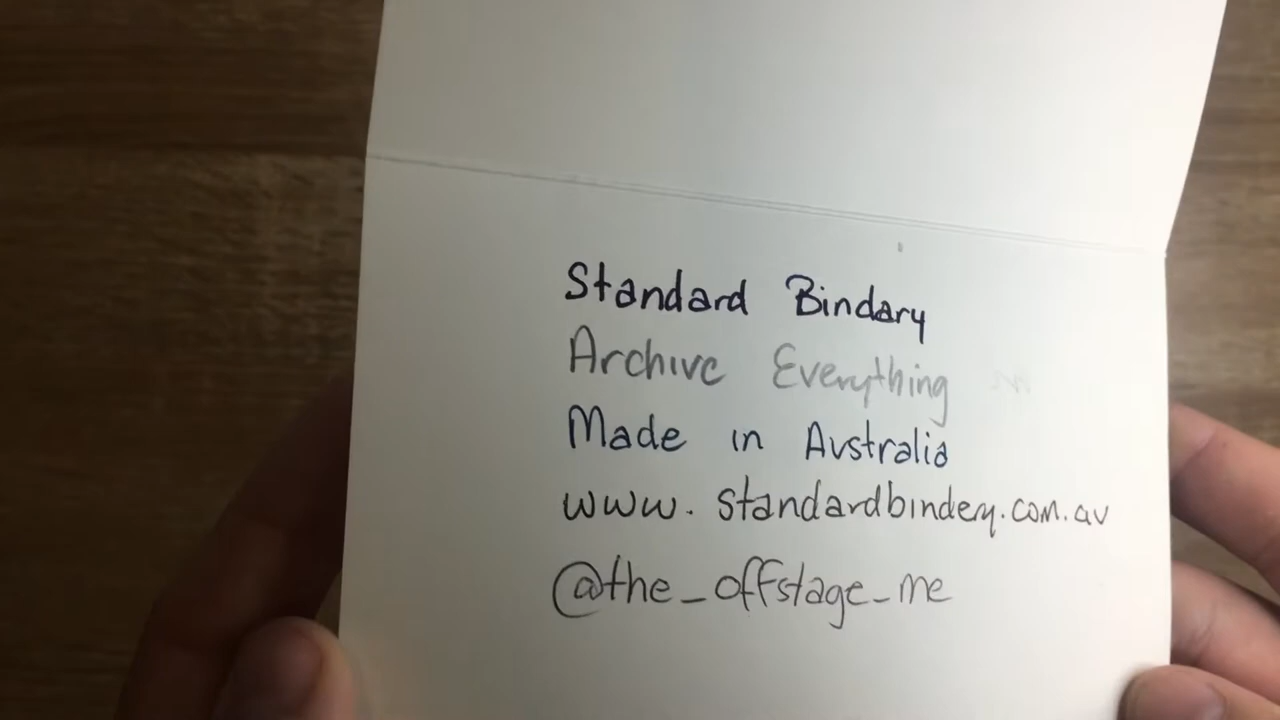 Standard Bindary
Archive Everything
Made in Australia
www.standardbindery.com.au
@the_offstage_me